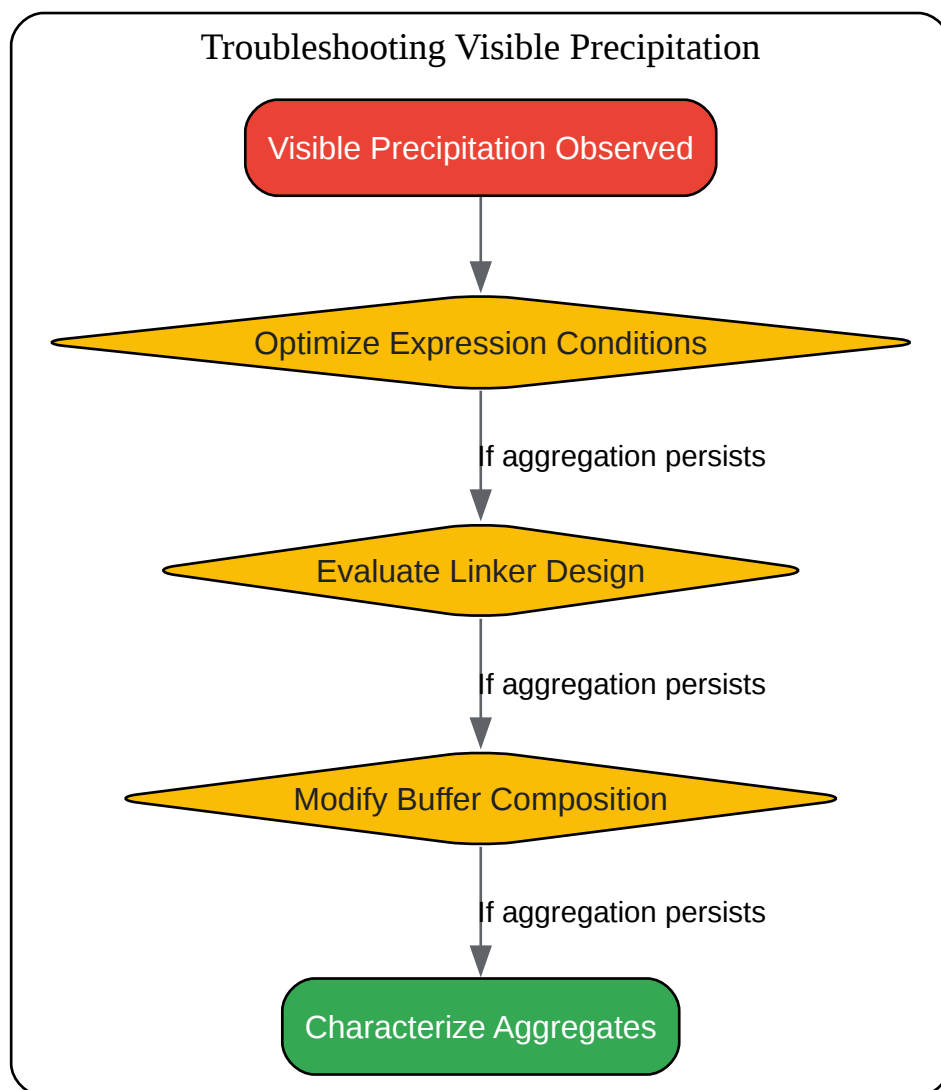 Troubleshooting Visible Precipitation
Visible Precipitation Observed
Optimize Expression Conditions
If aggregation persists
Evaluate Linker Design
If aggregation persists
Modify Buffer Composition
If aggregation persists
Characterize Aggregates